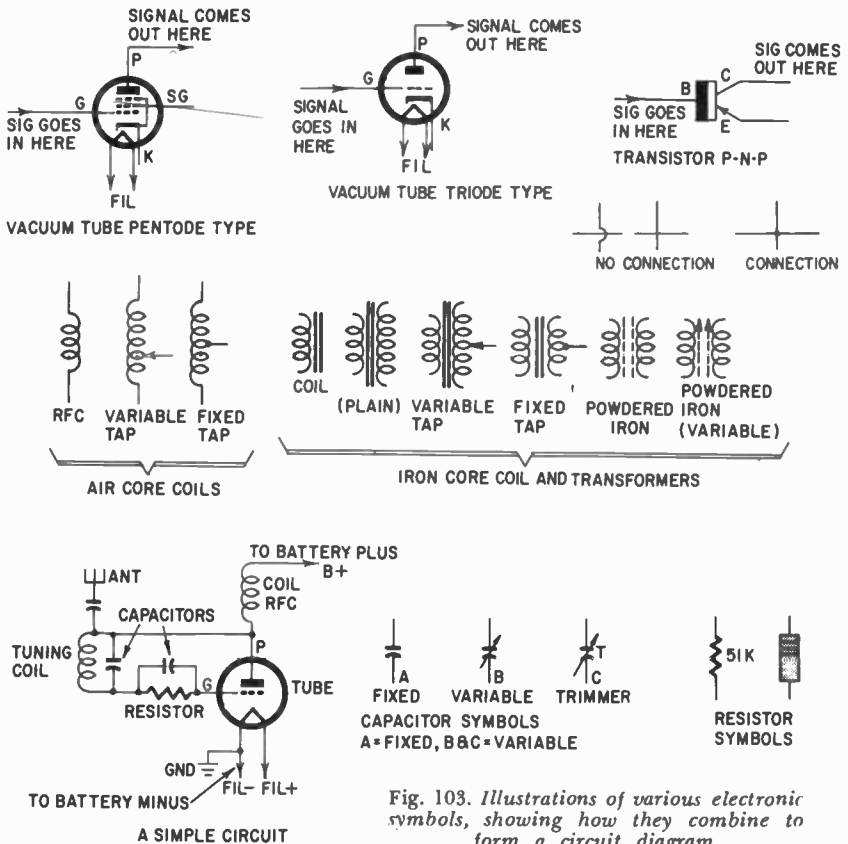 SIGNAL COMES
OUT HERE
P
G
SG
SIG GOES
IN HERE
K
FIL
VACUUM TUBE PENTODE TYPE
SIGNAL COMES
OUT HERE
P
G
SIGNAL
GOES IN
HERE
K
FIL
VACUUM TUBE TRIODE TYPE
SIG COMES
OUT HERE
B
C
SIG GOES
IN HERE
E
TRANSISTOR P-N-P
NO CONNECTION
CONNECTION
RFC
VARIABLE
TAP
FIXED
TAP
AIR CORE COILS
COIL
(PLAIN)
VARIABLE
TAP
FIXED
TAP
POWDERED
IRON
POWDERED
IRON
(VARIABLE)
IRON CORE COIL AND TRANSFORMERS
ANT
CAPACITORS
TUNING
COIL
RESISTOR
TO BATTERY PLUS
B+
COIL
RFC
P
G
TUBE
GND
FIL- FIL+
TO BATTERY MINUS
A SIMPLE CIRCUIT
A
FIXED
B
VARIABLE
T
C
TRIMMER
CAPACITOR SYMBOLS
A=FIXED, B&C=VARIABLE
51K
RESISTOR
SYMBOLS
Fig. 103. Illustrations of various electronic
symbols, showing how they combine to
form a circuit diagram